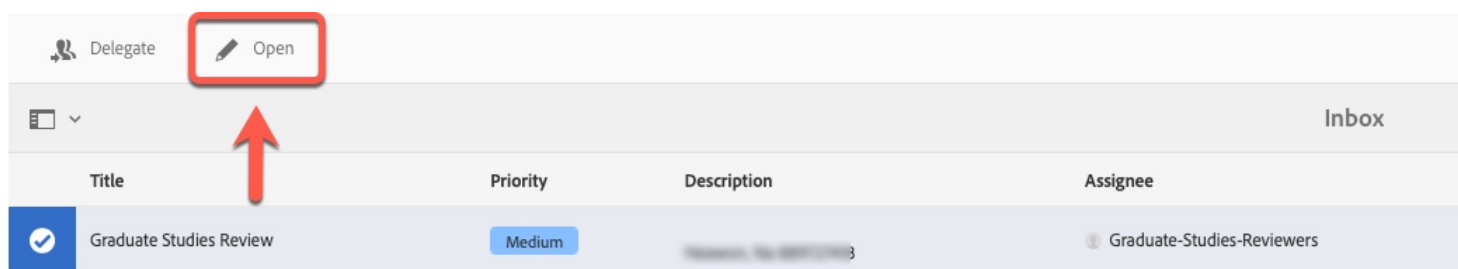 Delegate Open
Inbox
Title Priority Description Assignee
Graduate Studies Review Medium Graduate-Studies-Reviewers